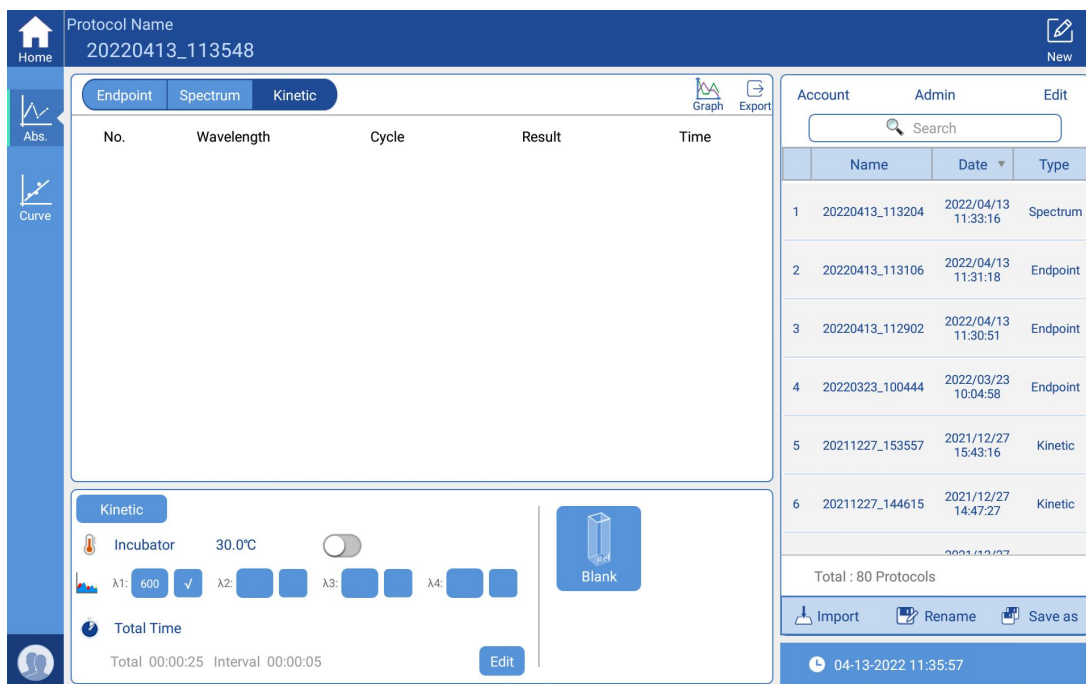 Protocol Name
20220413_113548
Home
New
Abs.
Curve
Endpoint Spectrum Kinetic
Graph Export
No. Wavelength Cycle Result Time
Account Admin Edit
Search
Name Date ▼ Type
1 20220413_113204 2022/04/13 11:33:16 Spectrum
2 20220413_113106 2022/04/13 11:31:18 Endpoint
3 20220413_112902 2022/04/13 11:30:51 Endpoint
4 20220323_100444 2022/03/23 10:04:58 Endpoint
5 20211227_153557 2021/12/27 15:43:16 Kinetic
6 20211227_144615 2021/12/27 14:47:27 Kinetic
Total : 80 Protocols
Import Rename Save as
04-13-2022 11:35:57
Kinetic
Incubator 30.0℃
λ1: 600 √ λ2: λ3: λ4:
Total Time
Total 00:00:25 Interval 00:00:05 Edit
Ref
Blank